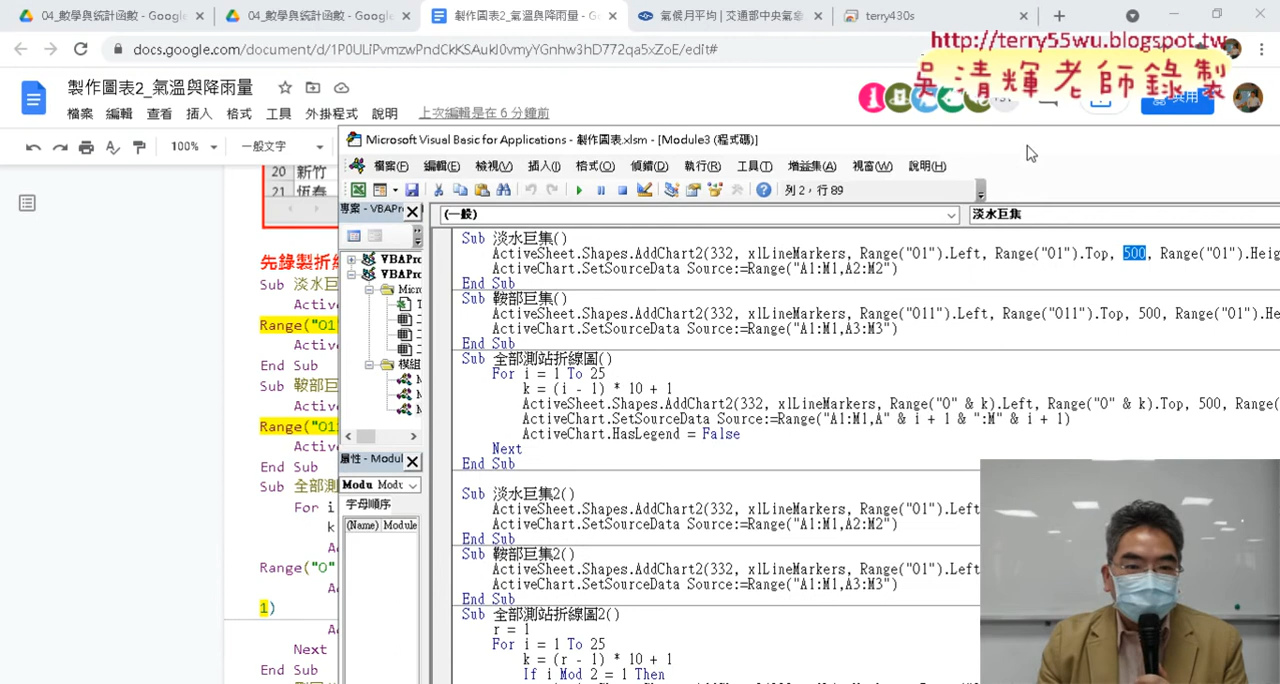 04_數學與統計函數 - Google
04_數學與統計函數 - Google
製作圖表2_氣溫與降雨量 - G
氣候月平均 | 交通部中央氣象
terry430s
docs.google.com/document/d/1P0ULiPvmzwPndCkKSAukI0vmyYGnhw3hD772qa5xZoE/edit#
http://terry55wu.blogspot.tw
吳清輝老師錄製
製作圖表2_氣溫與降雨量
檔案 編輯 查看 插入 格式 工具 外掛程式 說明 上次編輯是在 6 分鐘前
共用
100% 一般文字
Microsoft Visual Basic for Applications - 製作圖表.xlsm - [Module3 (程式碼)]
檔案(F) 編輯(E) 檢視(V) 插入(I) 格式(O) 偵錯(D) 執行(R) 工具(T) 增益集(A) 視窗(W) 說明(H)
列 2，行 89
20 新竹
21 恆春
專案 - VBAPro
(一般) 淡水巨集
VBAPro
VBAPro
Micr
模組
屬性 - Modul
Modu Modu
字母順序
(Name) Module
先錄製折線
Sub 淡水巨
Active
Range("O1"
Active
End Sub
Sub 鞍部巨
Active
Range("O1
Active
End Sub
Sub 全部測
For i
k
Ac
Range("O"
Ac
1)
Ac
Next
End Sub
Sub 淡水巨集()
ActiveSheet.Shapes.AddChart2(332, xlLineMarkers, Range("O1").Left, Range("O1").Top, 500, Range("O1").Heig
ActiveChart.SetSourceData Source:=Range("A1:M1,A2:M2")
End Sub
Sub 鞍部巨集()
ActiveSheet.Shapes.AddChart2(332, xlLineMarkers, Range("O11").Left, Range("O11").Top, 500, Range("O1").He
ActiveChart.SetSourceData Source:=Range("A1:M1,A3:M3")
End Sub
Sub 全部測站折線圖()
For i = 1 To 25
k = (i - 1) * 10 + 1
ActiveSheet.Shapes.AddChart2(332, xlLineMarkers, Range("O" & k).Left, Range("O" & k).Top, 500, Range(
ActiveChart.SetSourceData Source:=Range("A1:M1,A" & i + 1 & ":M" & i + 1)
ActiveChart.HasLegend = False
Next
End Sub
Sub 淡水巨集2()
ActiveSheet.Shapes.AddChart2(332, xlLineMarkers, Range("O1").Left
ActiveChart.SetSourceData Source:=Range("A1:M1,A2:M2")
End Sub
Sub 鞍部巨集2()
ActiveSheet.Shapes.AddChart2(332, xlLineMarkers, Range("O1").Left
ActiveChart.SetSourceData Source:=Range("A1:M1,A3:M3")
End Sub
Sub 全部測站折線圖2()
r = 1
For i = 1 To 25
k = (r - 1) * 10 + 1
If i Mod 2 = 1 Then